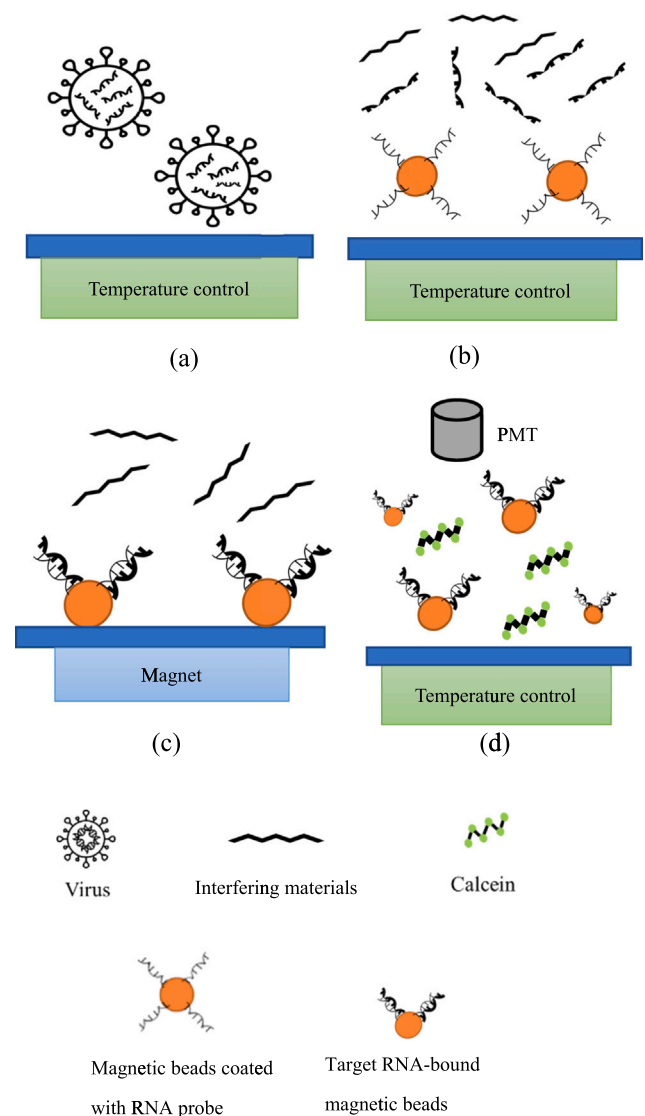 Temperature control
(a)
Temperature control
(b)
Magnet
(c)
PMT
Temperature control
(d)
Virus
Interfering materials
Calcein
Magnetic beads coated
with RNA probe
Target RNA-bound
magnetic beads